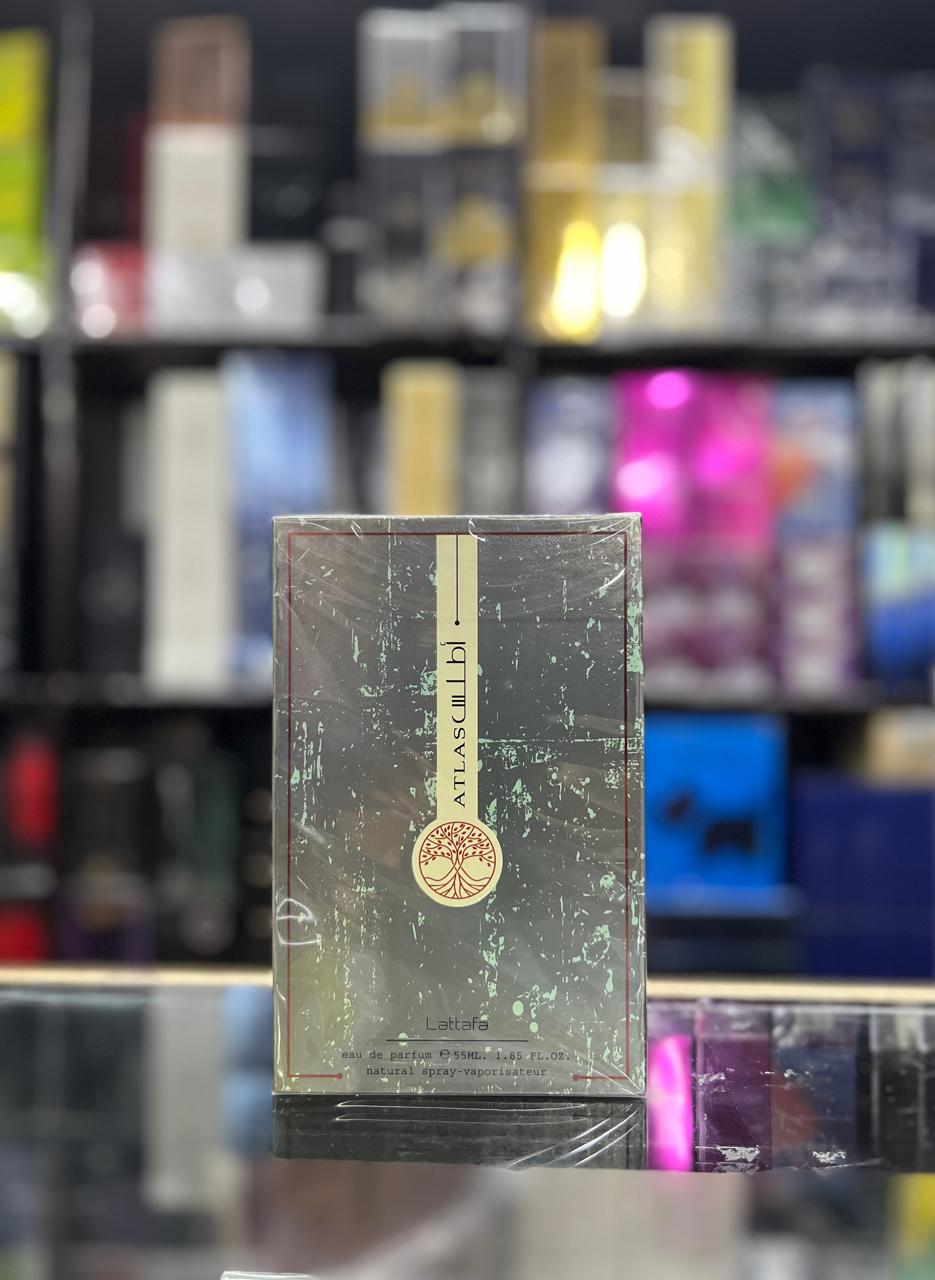 ATLAS أطلس
Lattafa
eau de parfum ℮ 55ML. 1.85 FL.OZ.
natural spray-vaporisateur